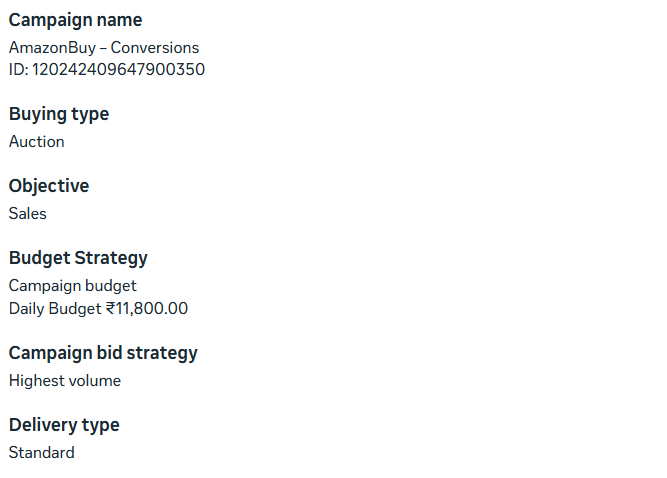 Campaign name
AmazonBuy – Conversions
ID: 120242409647900350
Buying type
Auction
Objective
Sales
Budget Strategy
Campaign budget
Daily Budget ₹11,800.00
Campaign bid strategy
Highest volume
Delivery type
Standard